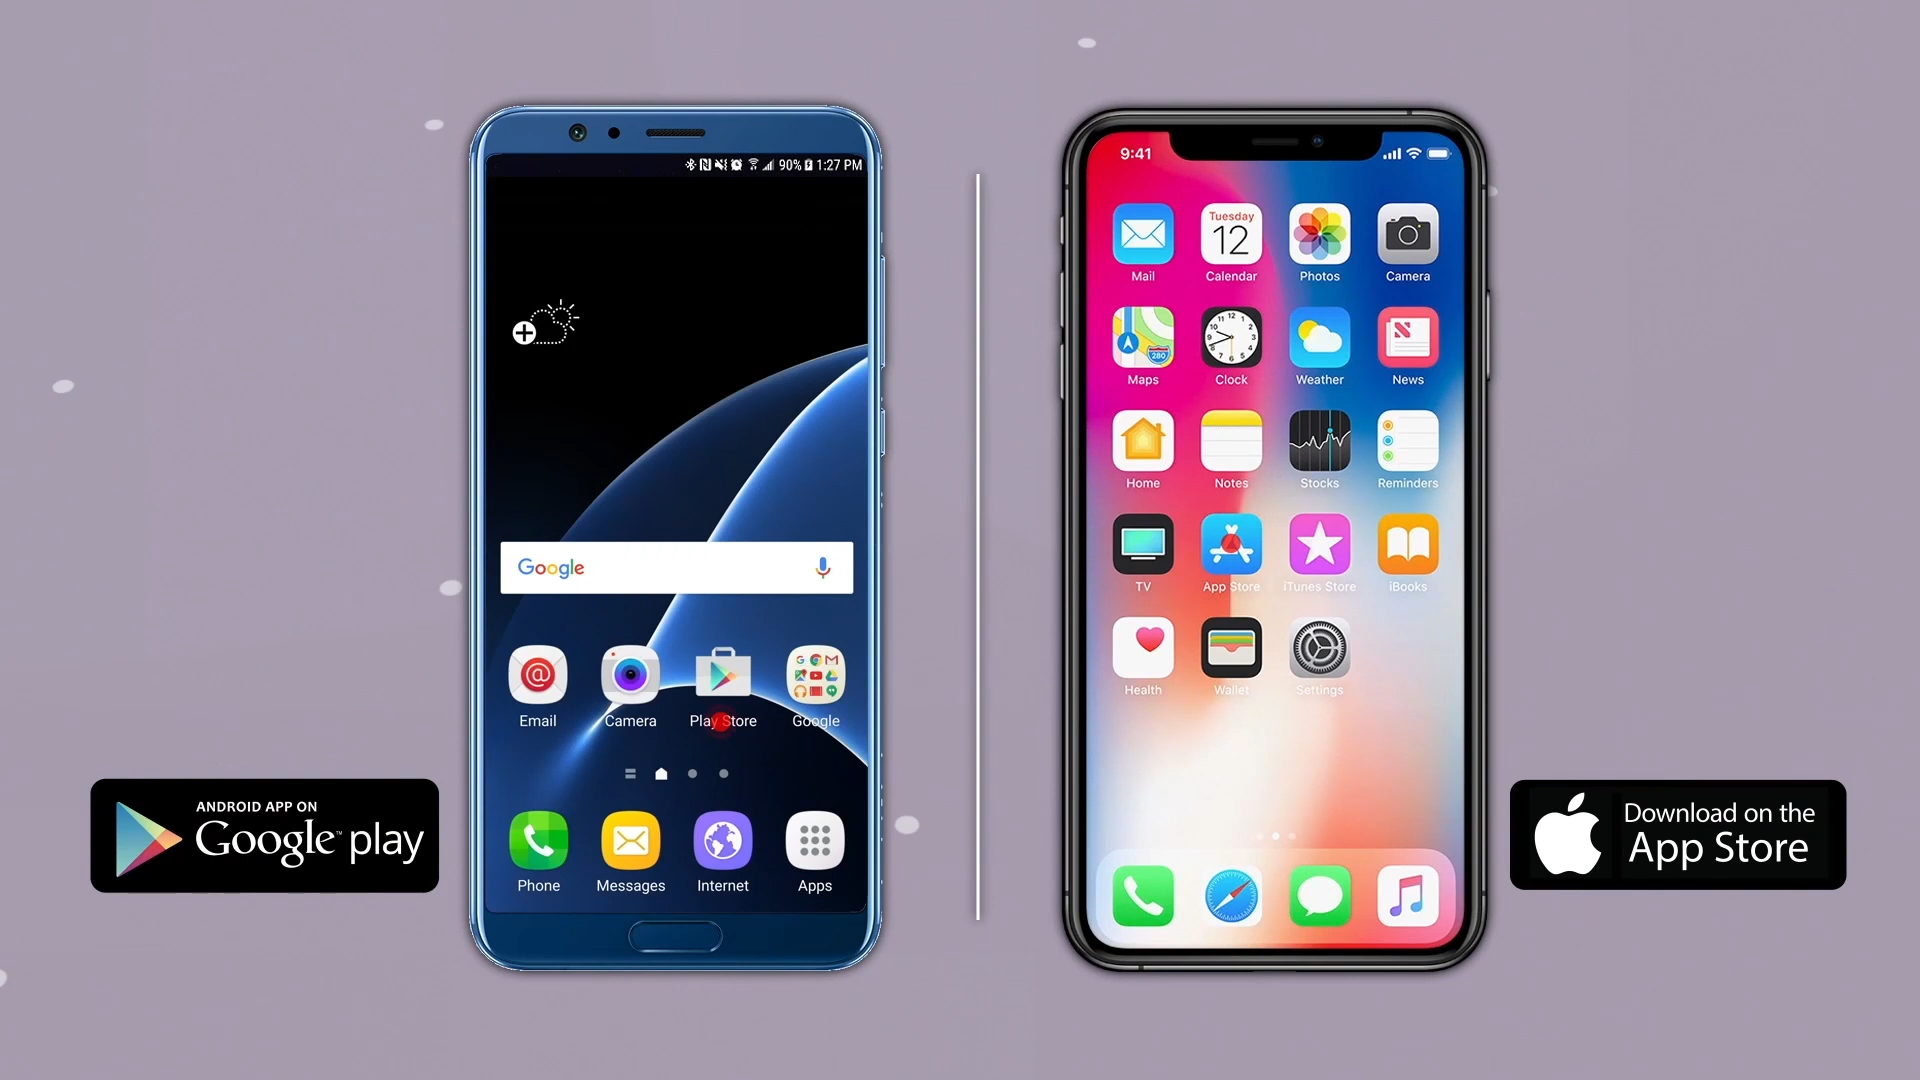 90% 1:27 PM
Google
Email Camera Play Store Google
Phone Messages Internet Apps
ANDROID APP ON
Google™ play
9:41
Tuesday
12
Mail Calendar Photos Camera
280
Maps Clock Weather News
Home Notes Stocks Reminders
TV App Store iTunes Store iBooks
Health Wallet Settings
Download on the
App Store